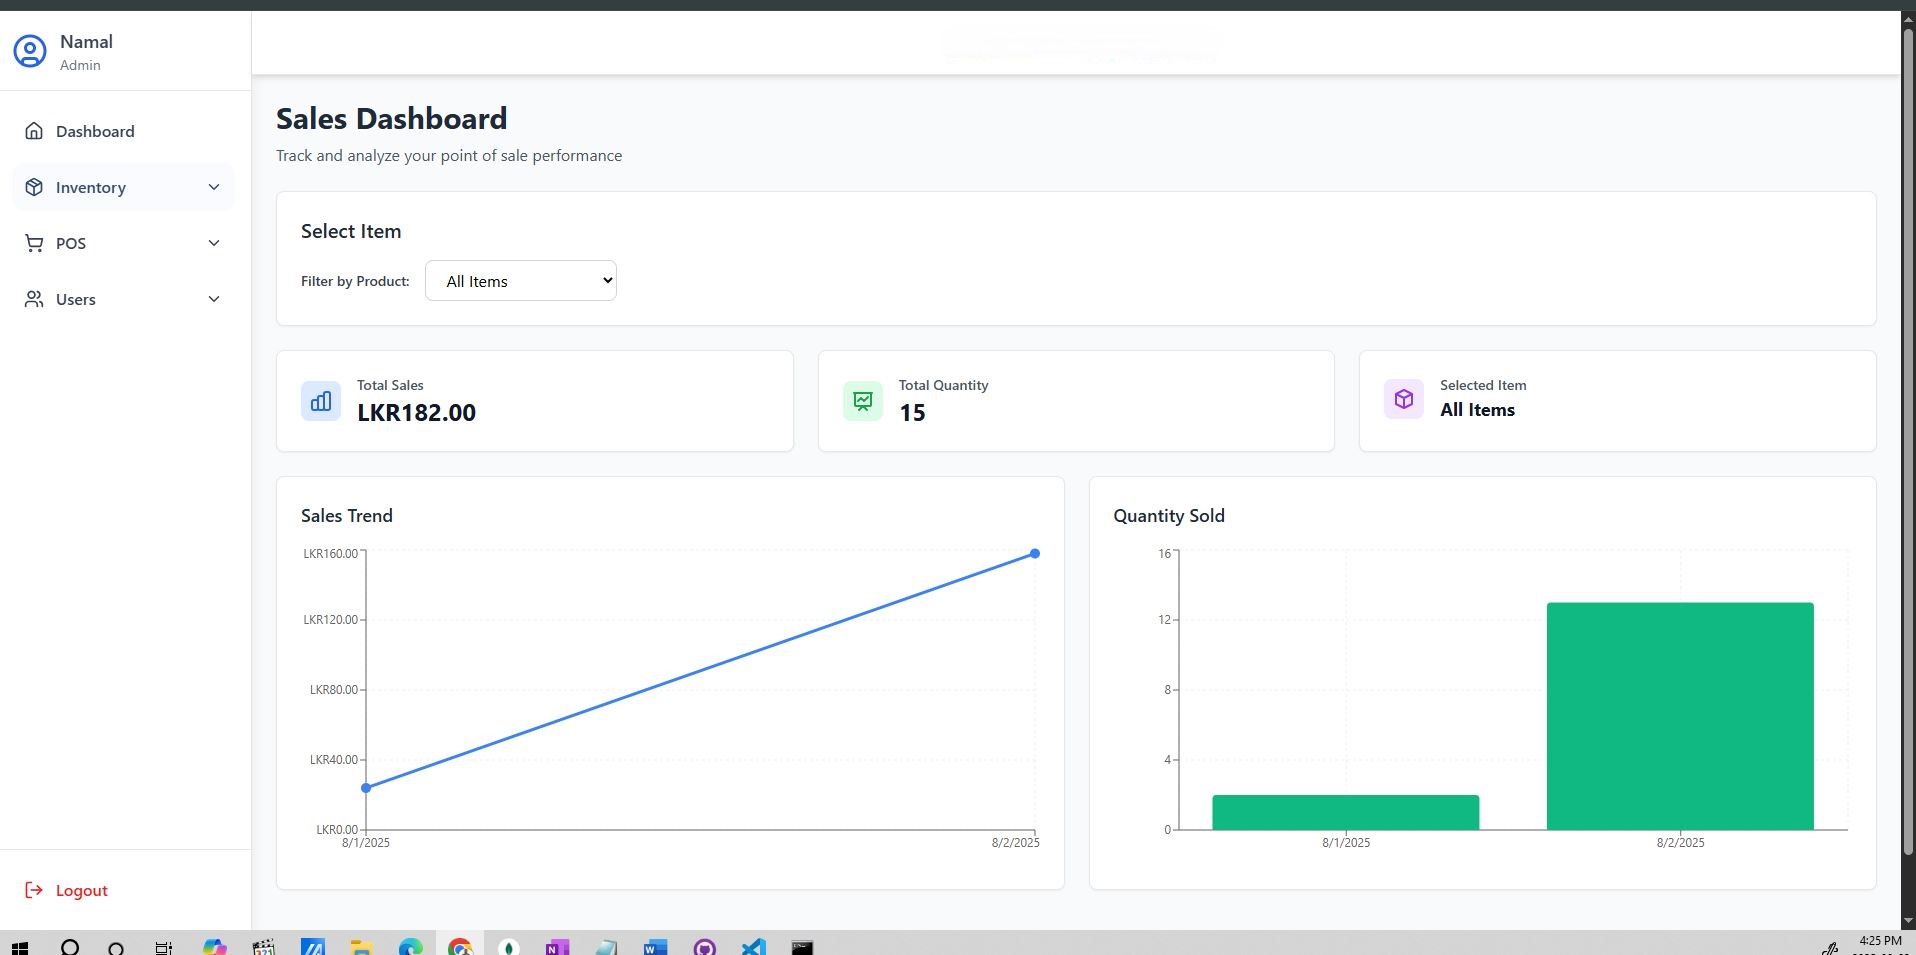 Namal
Admin
Dashboard
Inventory
POS
Users
Logout
Sales Dashboard
Track and analyze your point of sale performance
Select Item
Filter by Product: All Items
Total Sales
LKR182.00
Total Quantity
15
Selected Item
All Items
Sales Trend
LKR160.00
LKR120.00
LKR80.00
LKR40.00
LKR0.00
8/1/2025 8/2/2025
Quantity Sold
16
12
8
4
0
8/1/2025 8/2/2025
4:25 PM